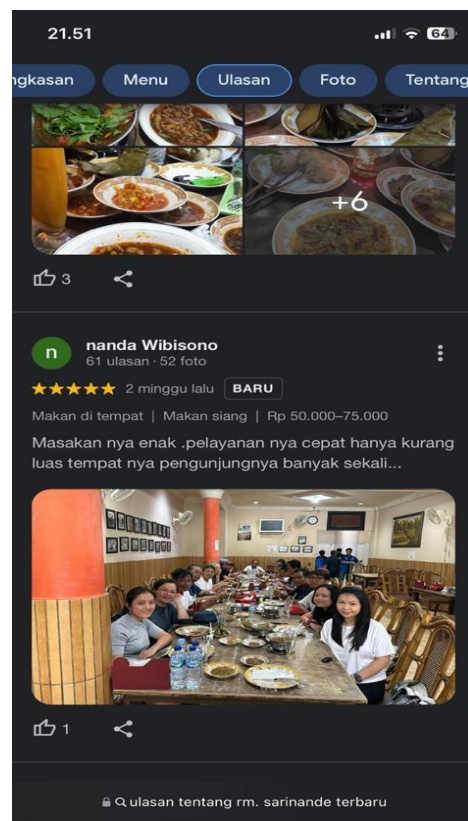 21.51
64
ngkasan Menu Ulasan Foto Tentang
+6
3
n
nanda Wibisono
61 ulasan · 52 foto
2 minggu lalu BARU
Makan di tempat | Makan siang | Rp 50.000–75.000
Masakan nya enak .pelayanan nya cepat hanya kurang
luas tempat nya pengunjungnya banyak sekali...
1
ulasan tentang rm. sarinande terbaru